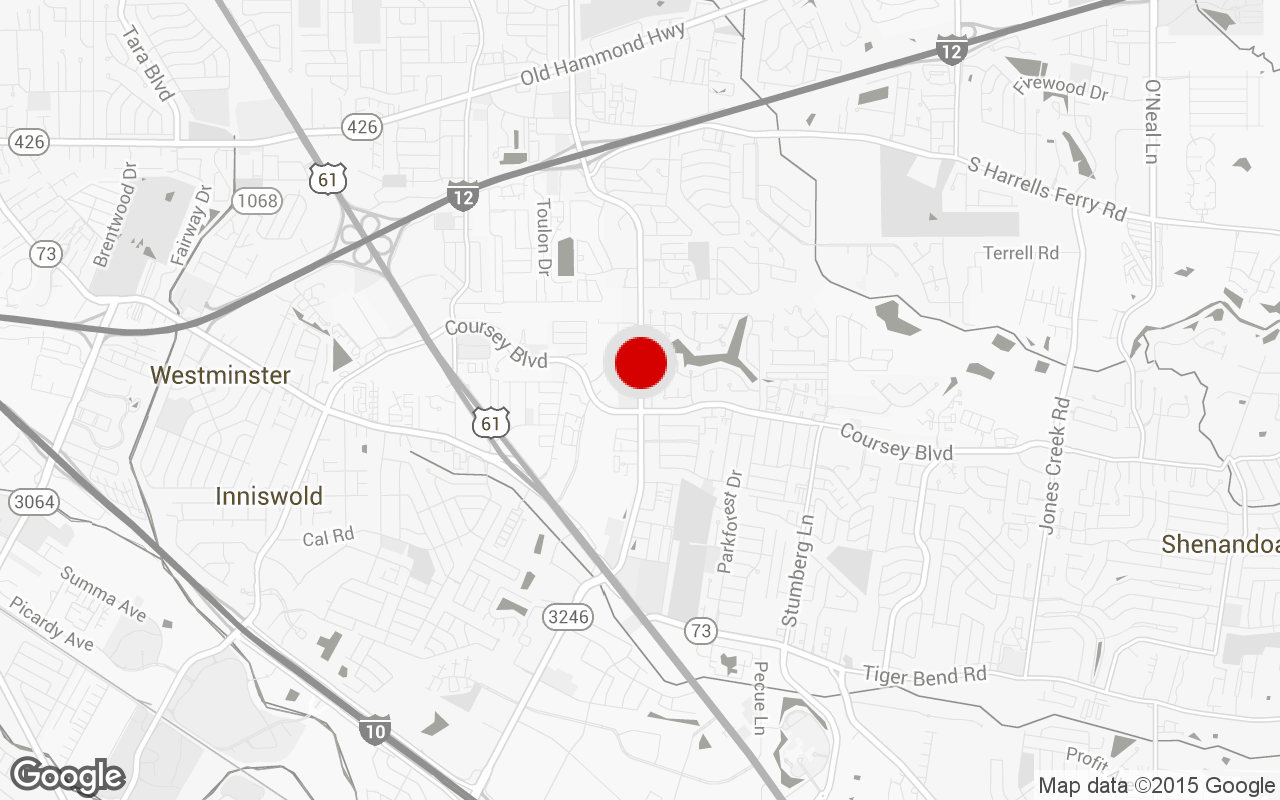 Tara Blvd
Old Hammond Hwy
12
Firewood Dr
O'Neal Ln
426
426
61
1068
12
S Harrells Ferry Rd
Brentwood Dr
Fairway Dr
Toulon Dr
73
Terrell Rd
Coursey Blvd
Westminster
61
Coursey Blvd
Jones Creek Rd
3064
Inniswold
Cal Rd
Parkforest Dr
Stumberg Ln
Shenandoa
Summa Ave
Picardy Ave
3246
73
Tiger Bend Rd
Pecue Ln
10
Profit A
Google
Map data ©2015 Google